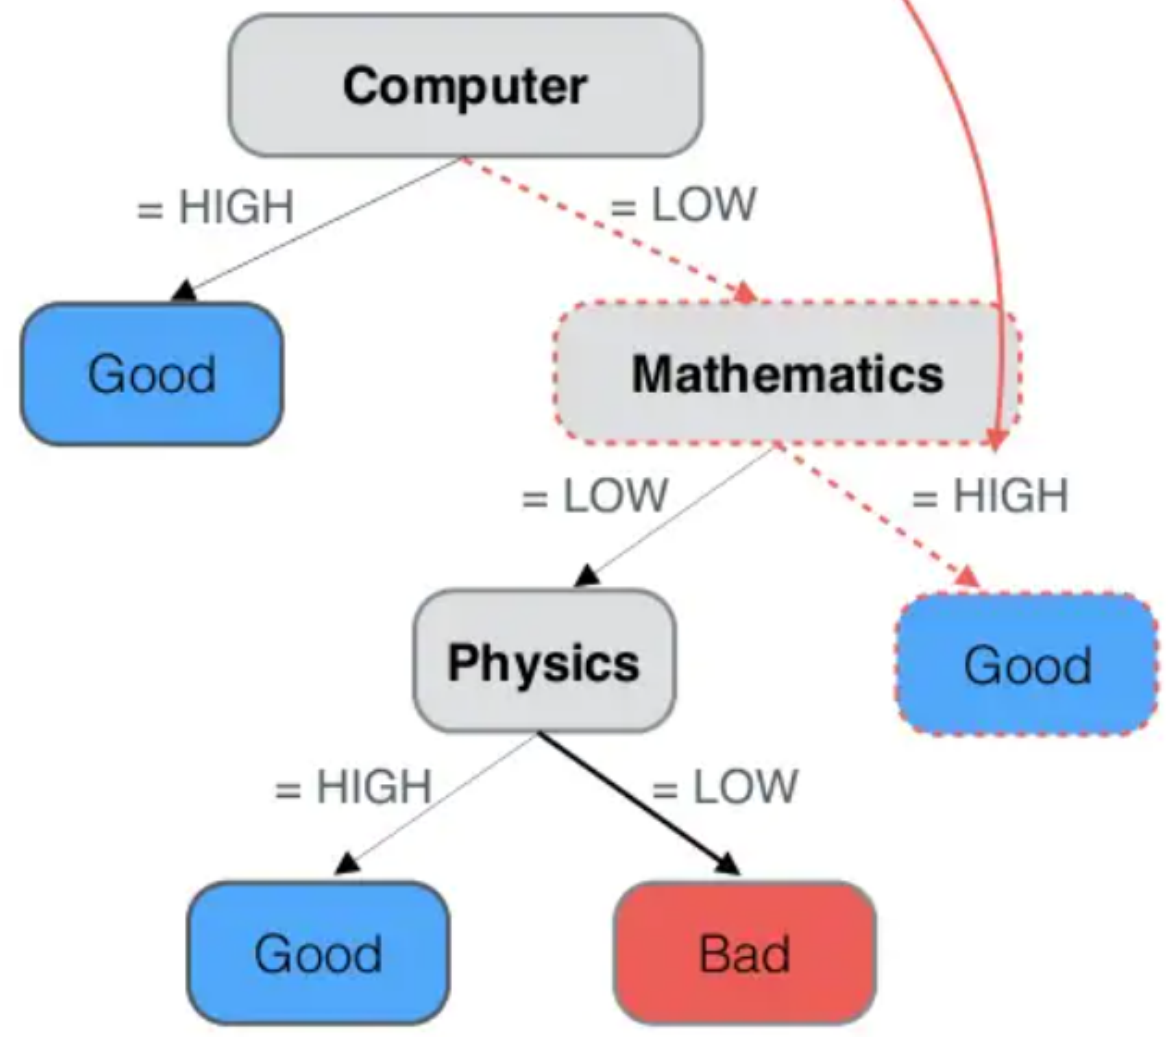 Computer
= HIGH
= LOW
Good
Mathematics
= LOW
= HIGH
Physics
Good
= HIGH
= LOW
Good
Bad